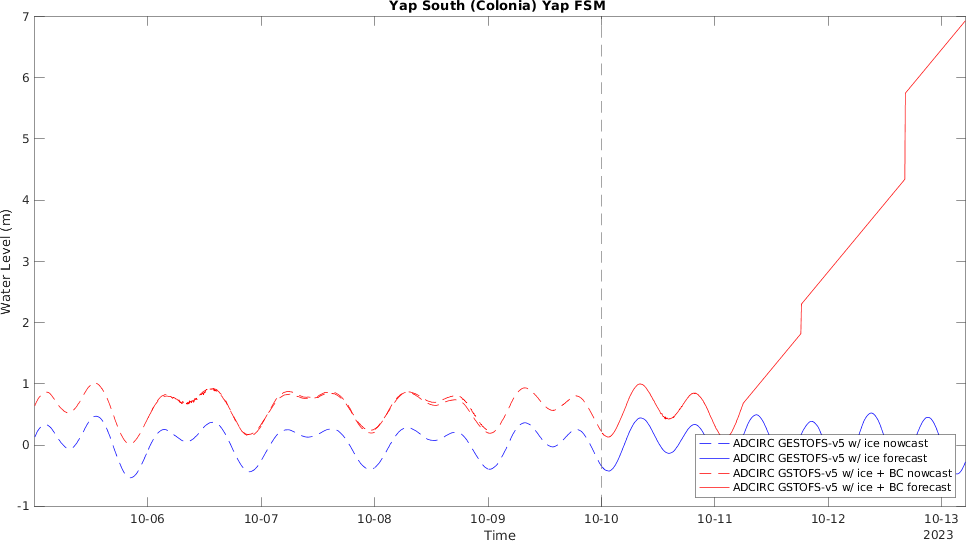 Yap South (Colonia) Yap FSM
7
6
5
4
3
2
1
0
-1
Water Level (m)
10-06
10-07
10-08
10-09
10-10
10-11
10-12
10-13
Time
2023
ADCIRC GESTOFS-v5 w/ ice nowcast
ADCIRC GESTOFS-v5 w/ ice forecast
ADCIRC GSTOFS-v5 w/ ice + BC nowcast
ADCIRC GSTOFS-v5 w/ ice + BC forecast